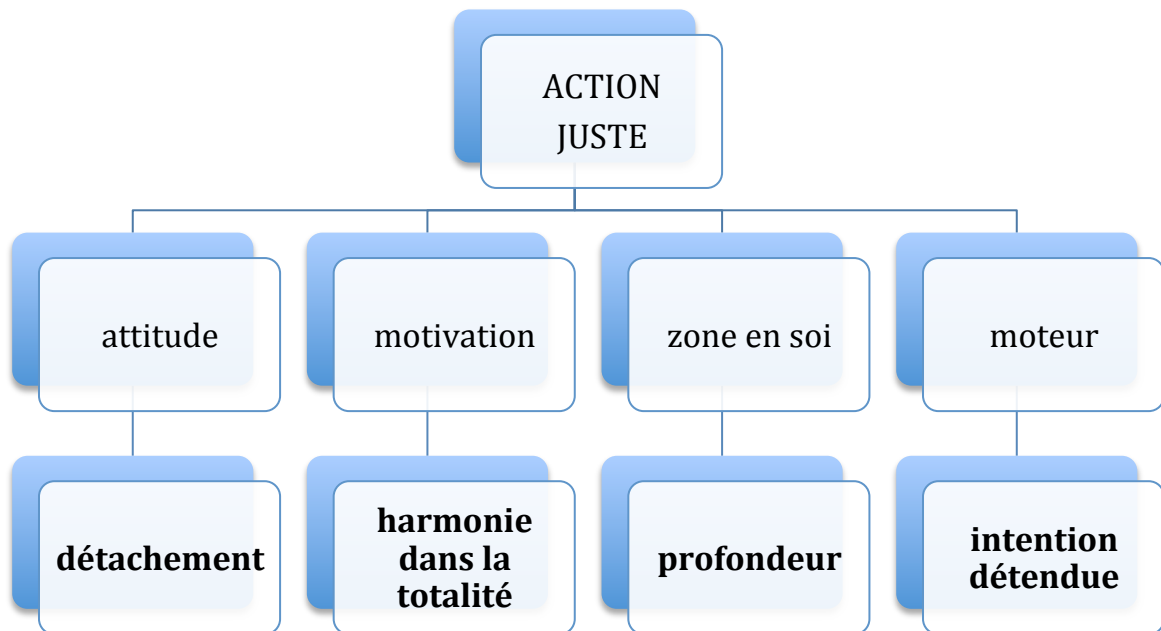 ACTION
JUSTE
attitude
motivation
zone en soi
moteur
détachement
harmonie
dans la
totalité
profondeur
intention
détendue